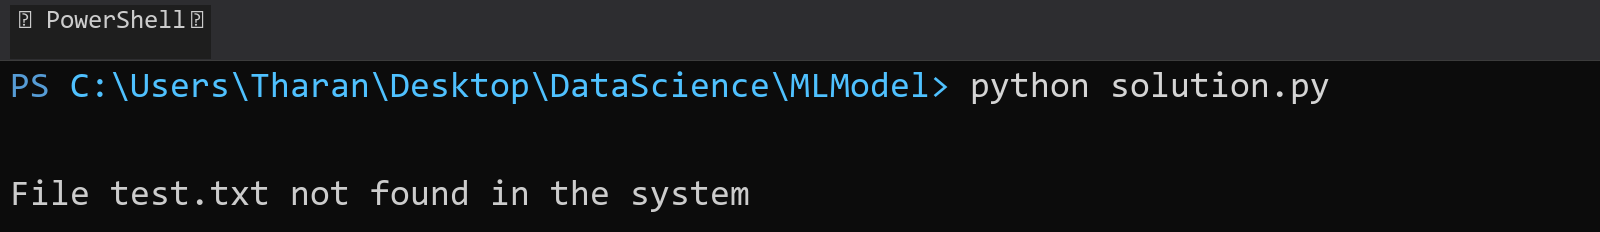 PowerShell
PS C:\Users\Tharan\Desktop\DataScience\MLModel> python solution.py
File test.txt not found in the system